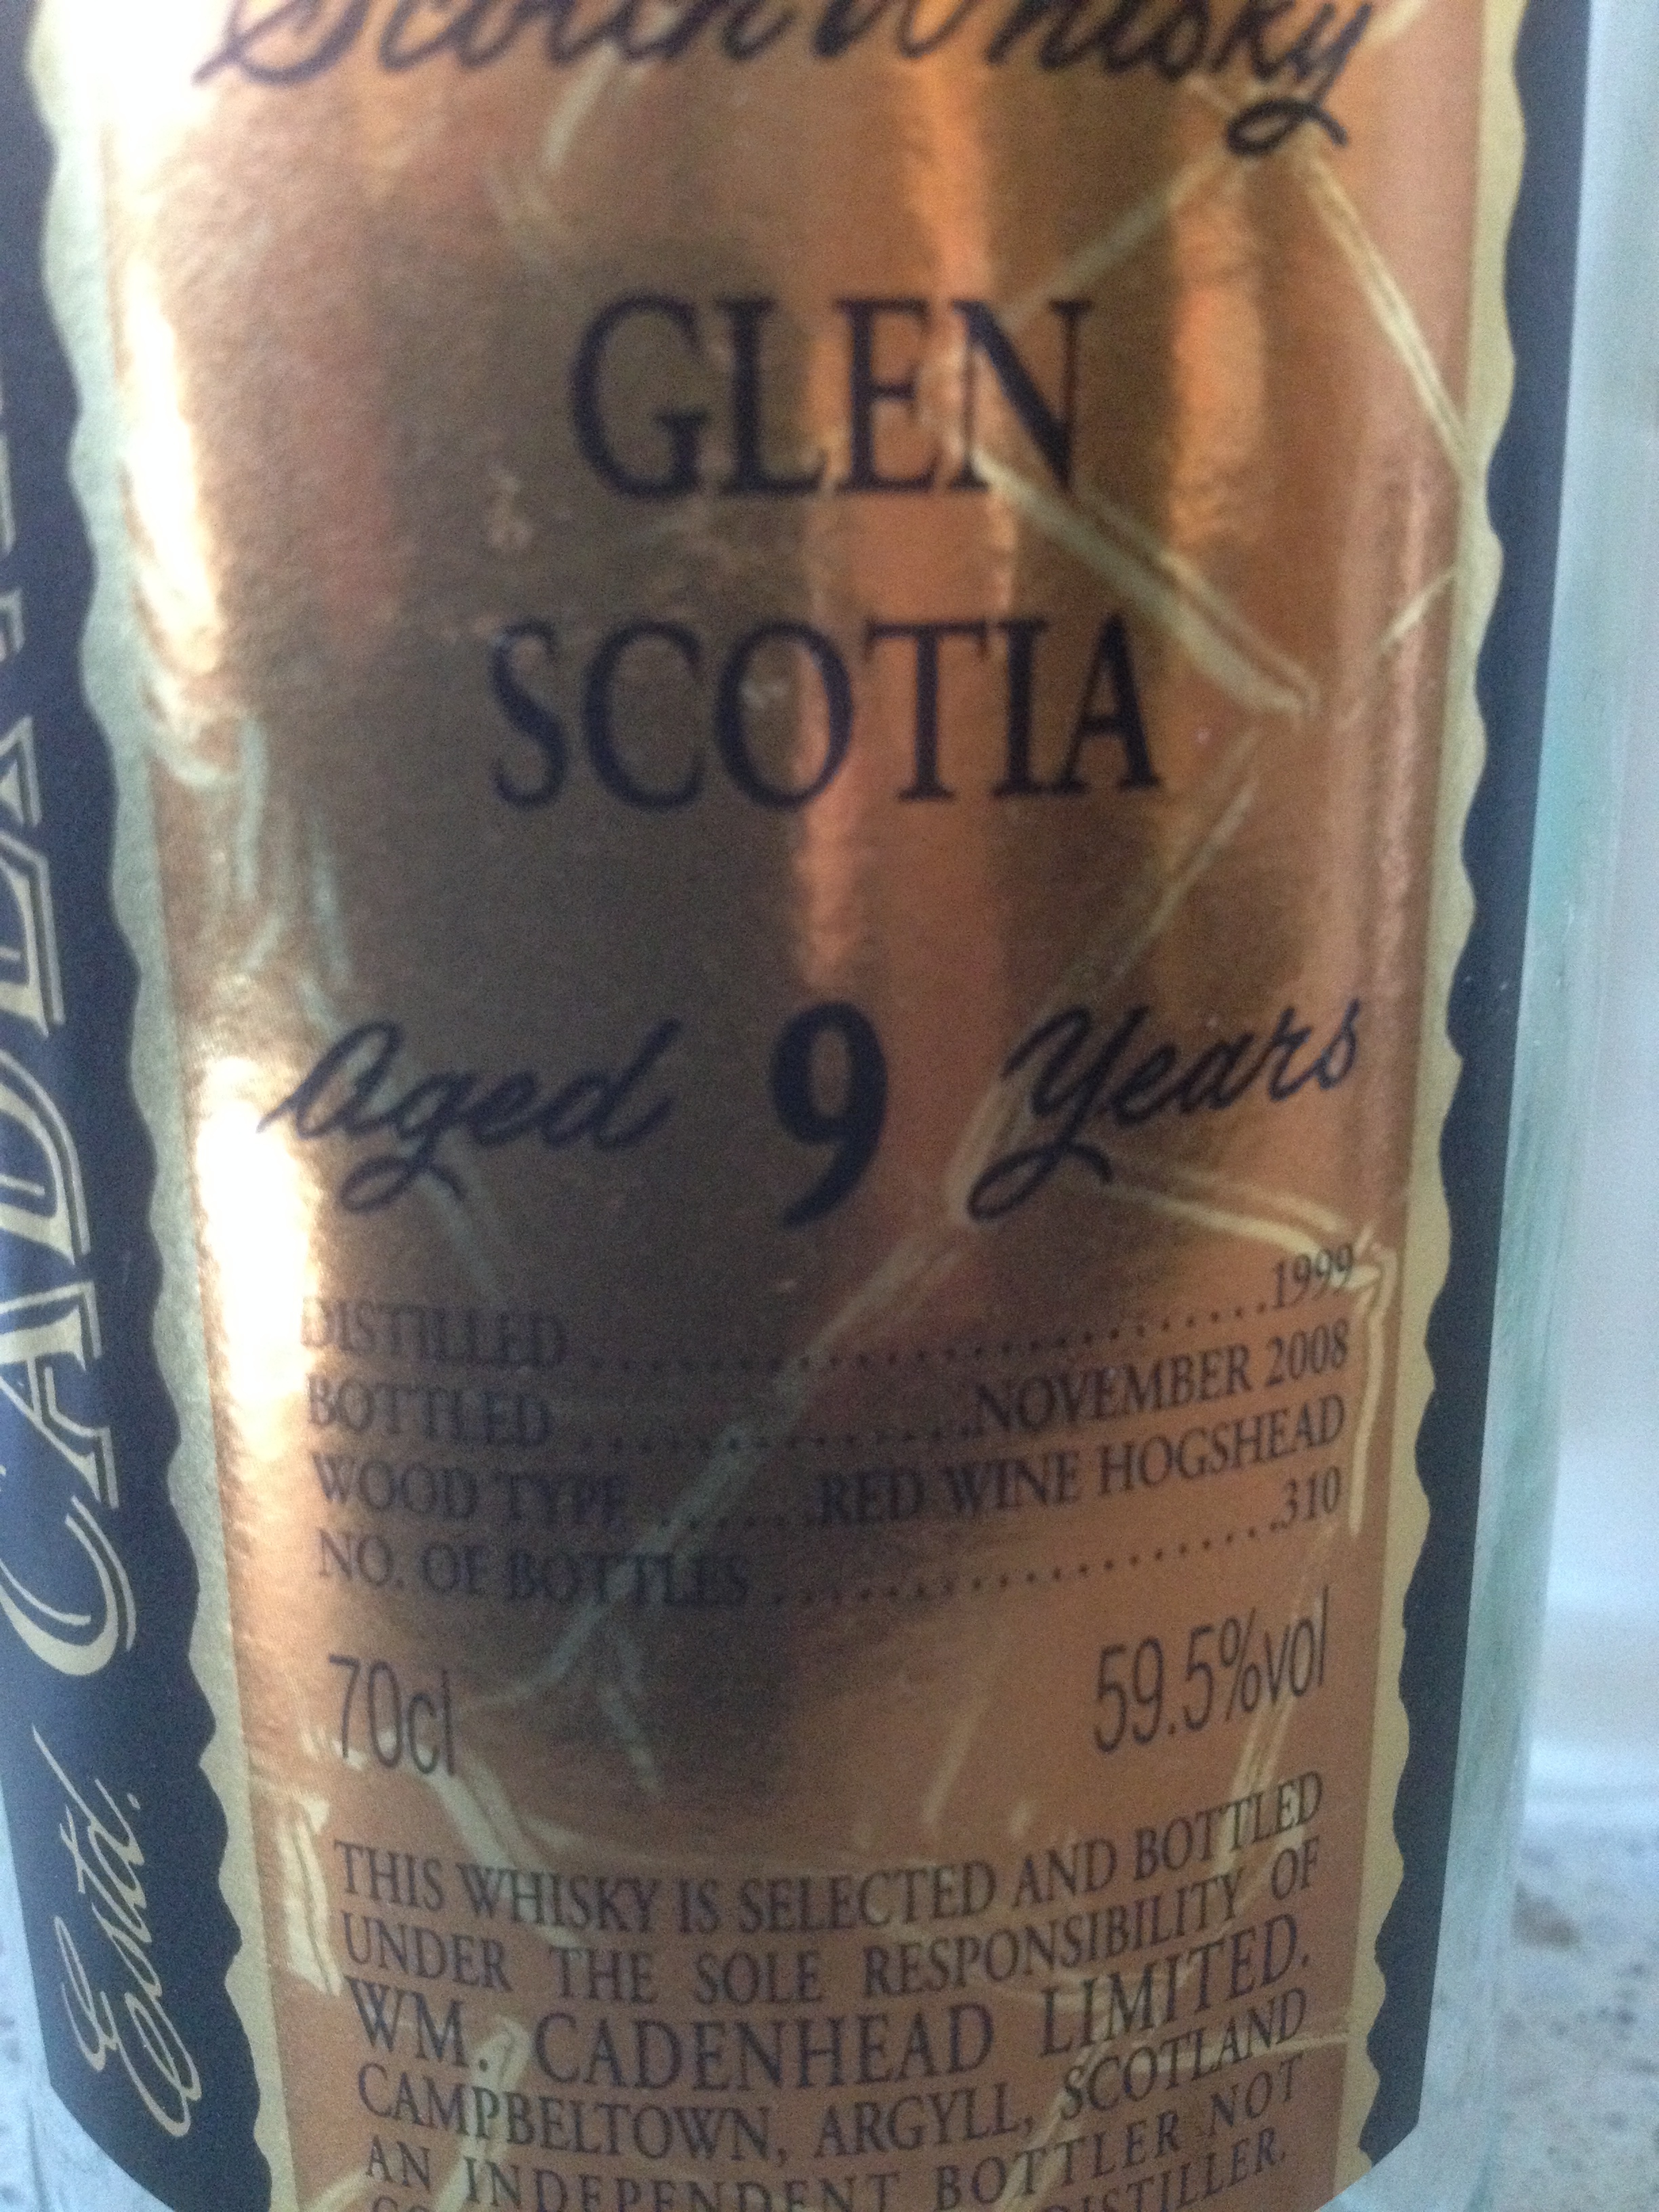 Scotch Whisky
GLEN
SCOTIA
Aged 9 Years
DISTILLED ..............................1999
BOTTLED ....................NOVEMBER 2008
WOOD TYPE .......RED WINE HOGSHEAD
NO. OF BOTTLES .........................310
70cl 59.5%vol
THIS WHISKY IS SELECTED AND BOTTLED
UNDER THE SOLE RESPONSIBILITY OF
WM. CADENHEAD LIMITED.
CAMPBELTOWN, ARGYLL, SCOTLAND
AN INDEPENDENT BOTTLER NOT
DISTILLER.
Estd.